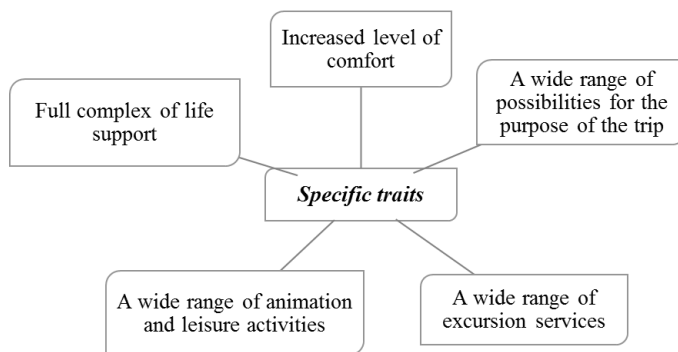 Increased level of
comfort
Full complex of life
support
A wide range of
possibilities for the
purpose of the trip
Specific traits
A wide range of animation
and leisure activities
A wide range of
excursion services